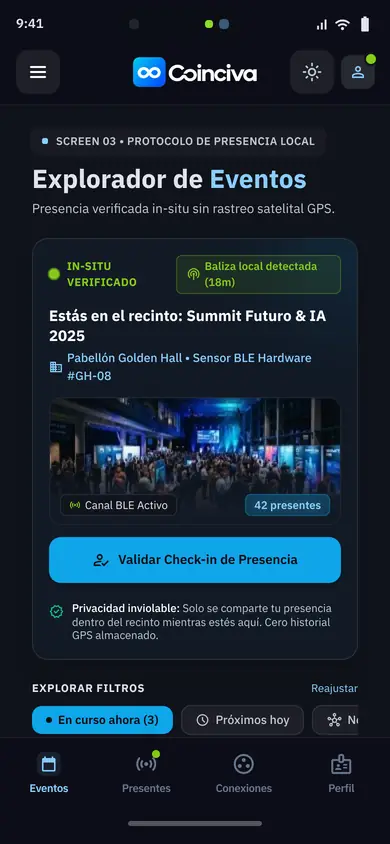 9:41
Coinciva
SCREEN 03 • PROTOCOLO DE PRESENCIA LOCAL
Explorador de Eventos
Presencia verificada in-situ sin rastreo satelital GPS.
IN-SITU
VERIFICADO
Baliza local detectada
(18m)
Estás en el recinto: Summit Futuro & IA
2025
Pabellón Golden Hall • Sensor BLE Hardware
#GH-08
Canal BLE Activo
42 presentes
Validar Check-in de Presencia
Privacidad inviolable: Solo se comparte tu presencia
dentro del recinto mientras estés aquí. Cero historial
GPS almacenado.
EXPLORAR FILTROS
Reajustar
En curso ahora (3)
Próximos hoy
Eventos
Presentes
Conexiones
Perfil